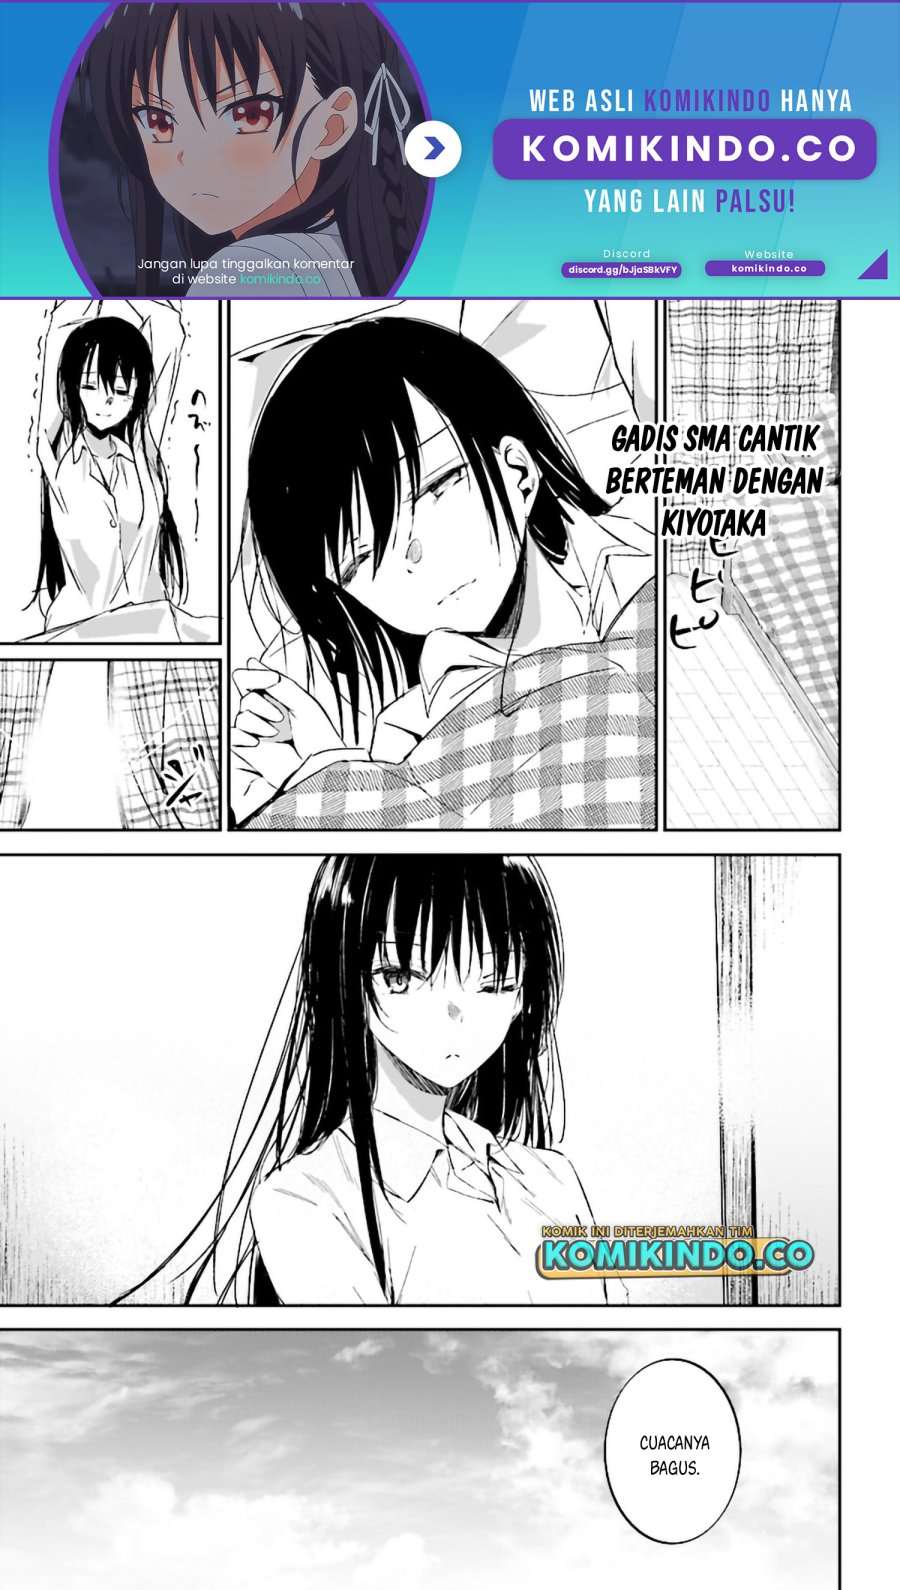 WEB ASLI KOMIKINDO HANYA
KOMIKINDO.CO
YANG LAIN PALSU!
Jangan lupa tinggalkan komentar
di website komikindo.co
Discord
discord.gg/bJjaSBkVFY
Website
komikindo.co
GADIS SMA CANTIK
BERTEMAN DENGAN
KIYOTAKA
KOMIK INI DITERJEMAHKAN TIM
KOMIKINDO.CO
CUACANYA
BAGUS.